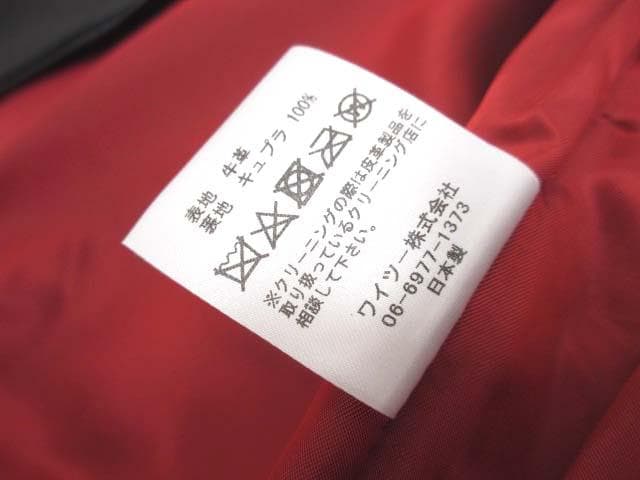 表地 牛革
裏地 キュプラ 100%
※クリーニングの際は皮革製品を
取り扱っているクリーニング店に
相談して下さい。
ワイツー株式会社
06-6977-1373
日本製